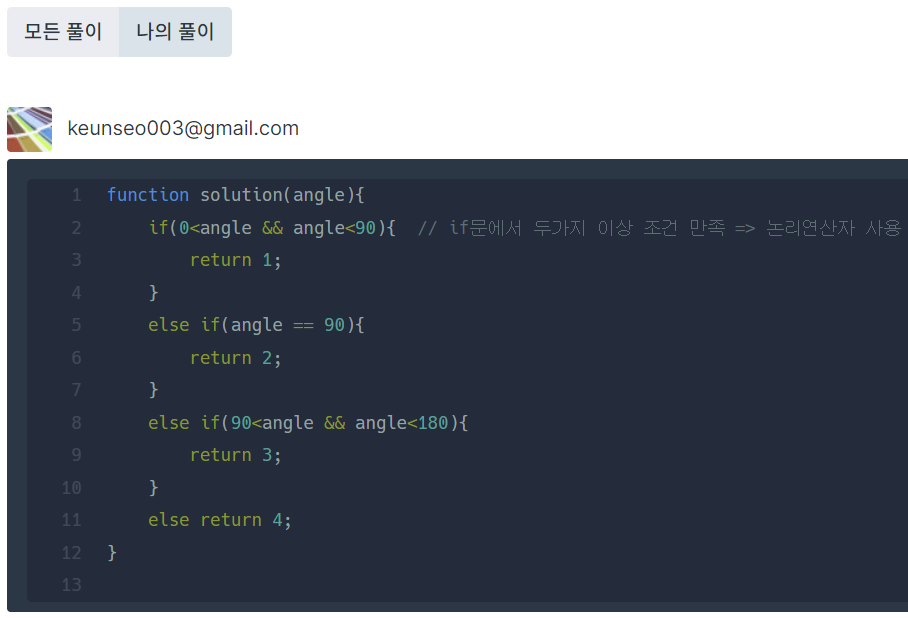 모든 풀이 나의 풀이
keunseo003@gmail.com
1 function solution(angle){
2     if(0<angle && angle<90){  // if문에서 두가지 이상 조건 만족 => 논리연산자 사용
3         return 1;
4     }
5     else if(angle == 90){
6         return 2;
7     }
8     else if(90<angle && angle<180){
9         return 3;
10     }
11     else return 4;
12 }
13